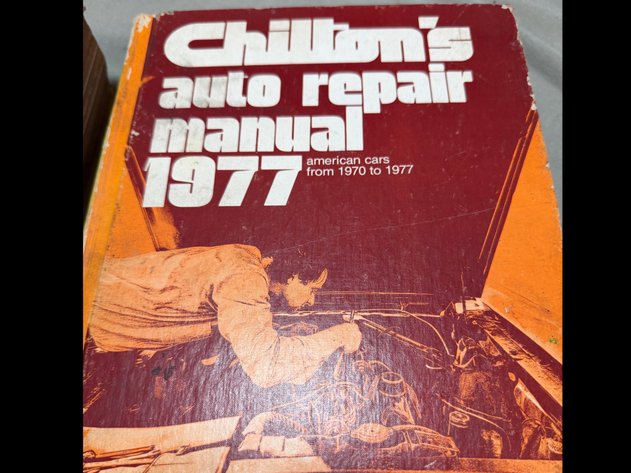 Chilton's
auto repair
manual
1977
american cars
from 1970 to 1977